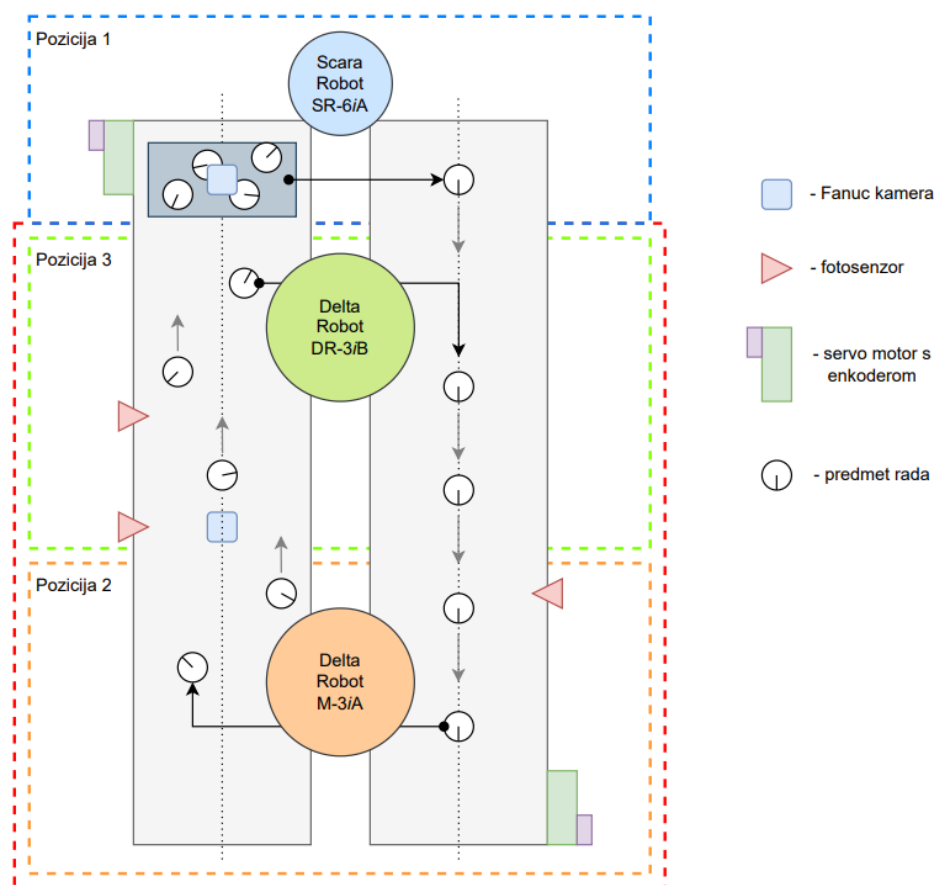 Pozicija 1
Scara
Robot
SR-6iA
- Fanuc kamera
Pozicija 3
- fotosenzor
Delta
Robot
DR-3iB
- servo motor s
enkoderom
- predmet rada
Pozicija 2
Delta
Robot
M-3iA